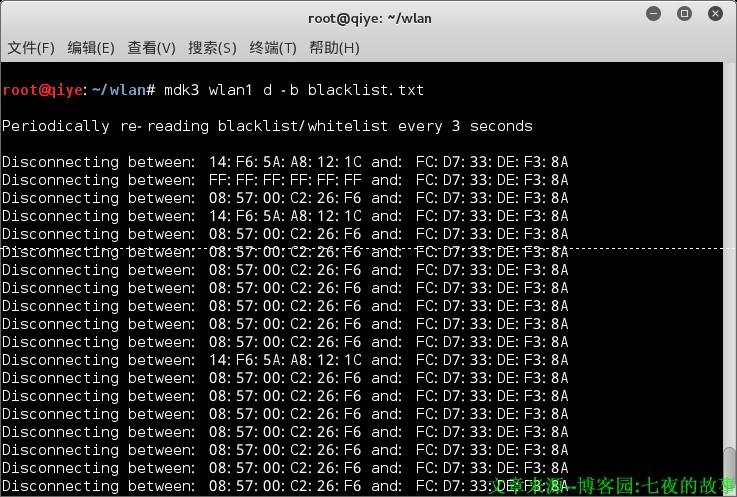 root@qiye: ~/wlan
文件(F) 编辑(E) 查看(V) 搜索(S) 终端(T) 帮助(H)
root@qiye:~/wlan# mdk3 wlan1 d -b blacklist.txt
Periodically re-reading blacklist/whitelist every 3 seconds
Disconnecting between: 14:F6:5A:A8:12:1C and: FC:D7:33:DE:F3:8A
Disconnecting between: FF:FF:FF:FF:FF:FF and: FC:D7:33:DE:F3:8A
Disconnecting between: 08:57:00:C2:26:F6 and: FC:D7:33:DE:F3:8A
Disconnecting between: 14:F6:5A:A8:12:1C and: FC:D7:33:DE:F3:8A
Disconnecting between: 08:57:00:C2:26:F6 and: FC:D7:33:DE:F3:8A
Disconnecting between: 08:57:00:C2:26:F6 and: FC:D7:33:DE:F3:8A
Disconnecting between: 08:57:00:C2:26:F6 and: FC:D7:33:DE:F3:8A
Disconnecting between: 08:57:00:C2:26:F6 and: FC:D7:33:DE:F3:8A
Disconnecting between: 08:57:00:C2:26:F6 and: FC:D7:33:DE:F3:8A
Disconnecting between: 08:57:00:C2:26:F6 and: FC:D7:33:DE:F3:8A
Disconnecting between: 08:57:00:C2:26:F6 and: FC:D7:33:DE:F3:8A
Disconnecting between: 14:F6:5A:A8:12:1C and: FC:D7:33:DE:F3:8A
Disconnecting between: 08:57:00:C2:26:F6 and: FC:D7:33:DE:F3:8A
Disconnecting between: 08:57:00:C2:26:F6 and: FC:D7:33:DE:F3:8A
Disconnecting between: 08:57:00:C2:26:F6 and: FC:D7:33:DE:F3:8A
Disconnecting between: 08:57:00:C2:26:F6 and: FC:D7:33:DE:F3:8A
Disconnecting between: 08:57:00:C2:26:F6 and: FC:D7:33:DE:F3:8A
Disconnecting between: 08:57:00:C2:26:F6 and: FC:D7:33:DE:F3:8A
Disconnecting between: 08:57:00:C2:26:F6 and: FC:D7:33:DE:F3:8A
文章来源--博客园:七夜的故事